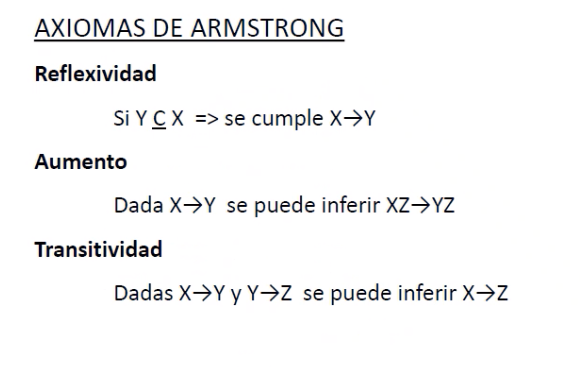 AXIOMAS DE ARMSTRONG
Reflexividad
Si Y C X => se cumple X→Y
Aumento
Dada X→Y se puede inferir XZ→YZ
Transitividad
Dadas X→Y y Y→Z se puede inferir X→Z